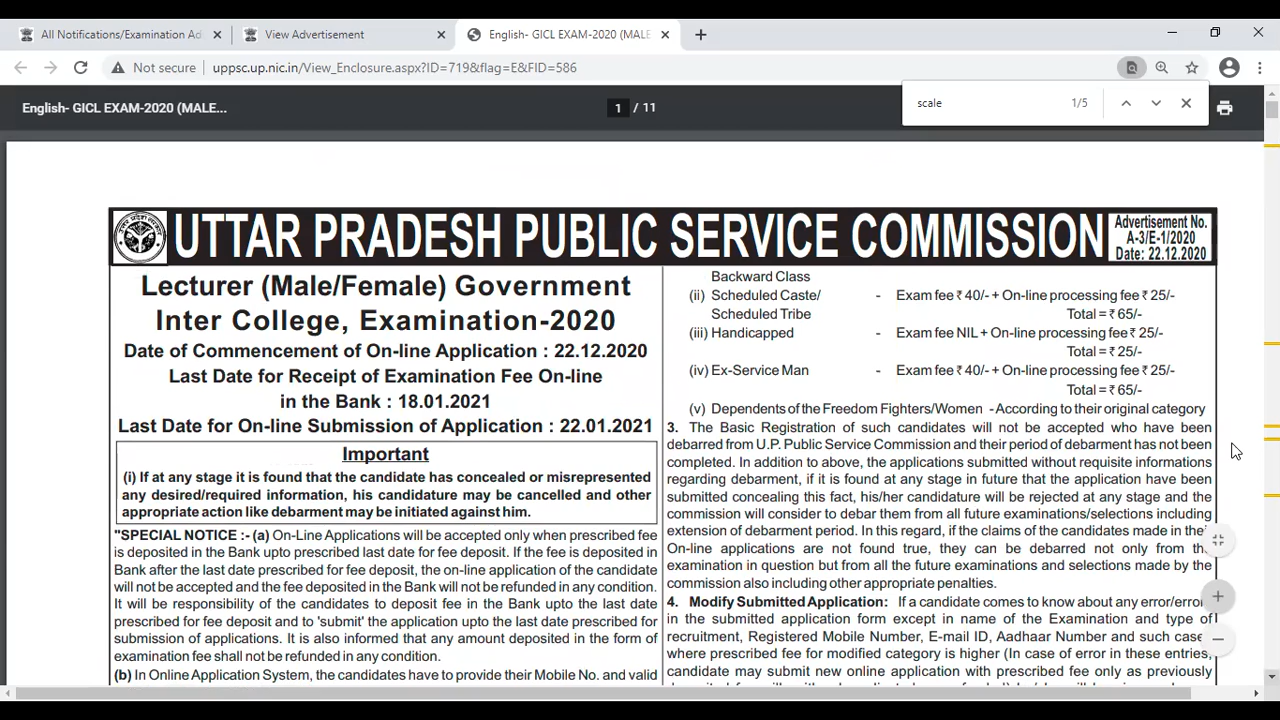 All Notifications/Examination Ad
View Advertisement
English- GICL EXAM-2020 (MALE
Not secure
uppsc.up.nic.in/View_Enclosure.aspx?ID=719&flag=E&FID=586
English- GICL EXAM-2020 (MALE...
1 / 11
scale
1/5
UTTAR PRADESH PUBLIC SERVICE COMMISSION
Advertisement No.
A-3/E-1/2020
Date: 22.12.2020
Lecturer (Male/Female) Government
Inter College, Examination-2020
Date of Commencement of On-line Application : 22.12.2020
Last Date for Receipt of Examination Fee On-line
in the Bank : 18.01.2021
Last Date for On-line Submission of Application : 22.01.2021
Important
(i) If at any stage it is found that the candidate has concealed or misrepresented
any desired/required information, his candidature may be cancelled and other
appropriate action like debarment may be initiated against him.
"SPECIAL NOTICE :- (a) On-Line Applications will be accepted only when prescribed fee
is deposited in the Bank upto prescribed last date for fee deposit. If the fee is deposited in
Bank after the last date prescribed for fee deposit, the on-line application of the candidate
will not be accepted and the fee deposited in the Bank will not be refunded in any condition.
It will be responsibility of the candidates to deposit fee in the Bank upto the last date
prescribed for fee deposit and to 'submit' the application upto the last date prescribed for
submission of applications. It is also informed that any amount deposited in the form of
examination fee shall not be refunded in any condition.
(b) In Online Application System, the candidates have to provide their Mobile No. and valid
Backward Class
(ii) Scheduled Caste/ - Exam fee ₹ 40/- + On-line processing fee ₹ 25/-
Scheduled Tribe Total = ₹ 65/-
(iii) Handicapped - Exam fee NIL + On-line processing fee ₹ 25/-
Total = ₹ 25/-
(iv) Ex-Service Man - Exam fee ₹ 40/- + On-line processing fee ₹ 25/-
Total = ₹ 65/-
(v) Dependents of the Freedom Fighters/Women - According to their original category
3. The Basic Registration of such candidates will not be accepted who have been
debarred from U.P. Public Service Commission and their period of debarment has not been
completed. In addition to above, the applications submitted without requisite informations
regarding debarment, if it is found at any stage in future that the application have been
submitted concealing this fact, his/her candidature will be rejected at any stage and the
commission will consider to debar them from all future examinations/selections including
extension of debarment period. In this regard, if the claims of the candidates made in their
On-line applications are not found true, they can be debarred not only from the
examination in question but from all the future examinations and selections made by the
commission also including other appropriate penalties.
4. Modify Submitted Application: If a candidate comes to know about any error/error
in the submitted application form except in name of the Examination and type of
recruitment, Registered Mobile Number, E-mail ID, Aadhaar Number and such case
where prescribed fee for modified category is higher (In case of error in these entries,
candidate may submit new online application with prescribed fee only as previously